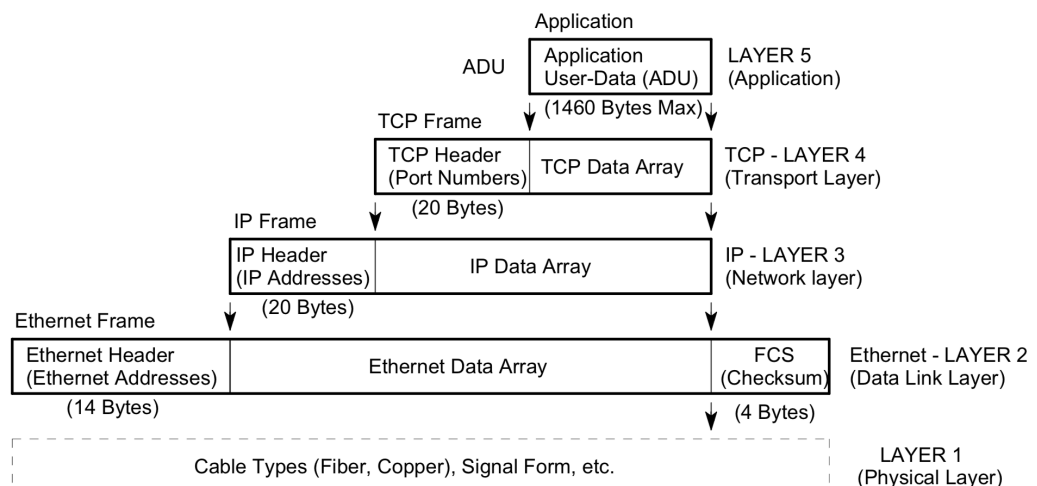 Application
ADU
Application
User-Data (ADU)
LAYER 5
(Application)
(1460 Bytes Max)
TCP Frame
TCP Header
(Port Numbers)
TCP Data Array
TCP - LAYER 4
(Transport Layer)
(20 Bytes)
IP Frame
IP Header
(IP Addresses)
IP Data Array
IP - LAYER 3
(Network layer)
(20 Bytes)
Ethernet Frame
Ethernet Header
(Ethernet Addresses)
Ethernet Data Array
FCS
(Checksum)
Ethernet - LAYER 2
(Data Link Layer)
(14 Bytes)
(4 Bytes)
Cable Types (Fiber, Copper), Signal Form, etc.
LAYER 1
(Physical Layer)